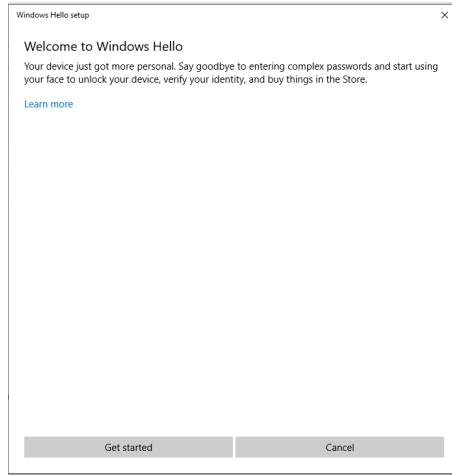 Windows Hello setup
Welcome to Windows Hello
Your device just got more personal. Say goodbye to entering complex passwords and start using
your face to unlock your device, verify your identity, and buy things in the Store.
Learn more
Get started
Cancel